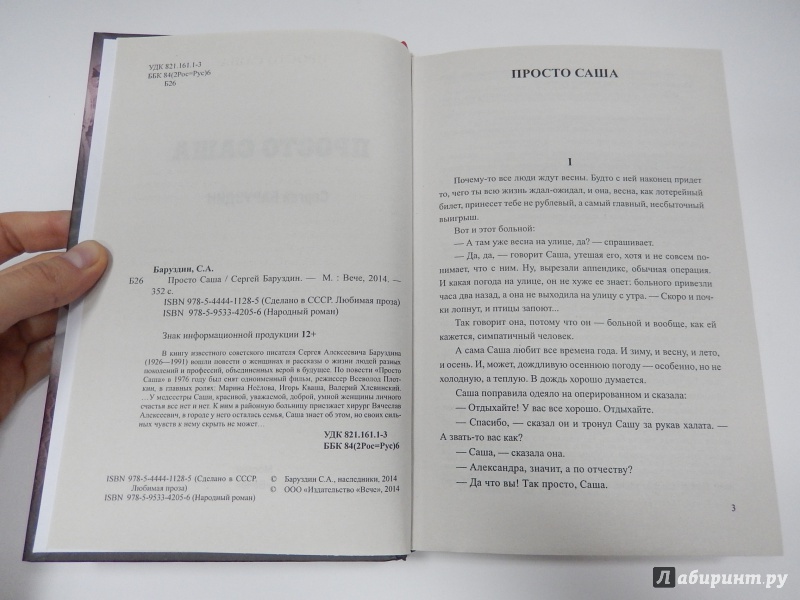 УДК 821.161.1-3
ББК 84(2Рос=Рус)6
Б26
Баруздин, С.А.
Б26 Просто Саша / Сергей Баруздин. — М. : Вече, 2014. —
352 с.
ISBN 978-5-4444-1128-5 (Сделано в СССР. Любимая проза)
ISBN 978-5-9533-4205-6 (Народный роман)
Знак информационной продукции 12+
В книгу известного советского писателя Сергея Алексеевича Баруздина
(1926—1991) вошли повести о женщинах и рассказы о жизни людей разных
поколений и профессий, объединенных верой в будущее. По повести «Просто
Саша» в 1976 году был снят одноименный фильм, режиссер Всеволод Плот-
кин, в главных ролях: Марина Неёлова, Игорь Кваша, Валерий Хлевинский.
...У медсестры Саши, красивой, уважаемой, доброй, умной женщины личного
счастья все нет и нет. К ним в районную больницу приезжает хирург Вячеслав
Алексеевич, в городе у него осталась семья, Саша знает об этом, но своих силь-
ных чувств к нему скрыть не может...
УДК 821.161.1-3
ББК 84(2Рос=Рус)6
ISBN 978-5-4444-1128-5 (Сделано в СССР. © Баруздин С.А., наследники, 2014
Любимая проза) © ООО «Издательство «Вече», 2014
ISBN 978-5-9533-4205-6 (Народный роман)
ПРОСТО САША
I
Почему-то все люди ждут весны. Будто с ней наконец придет
то, чего ты всю жизнь ждал-ожидал, и она, весна, как лотерейный
билет, принесет тебе не рублевый, а самый главный, несбыточный
выигрыш.
Вот и этот больной:
— А там уже весна на улице, да? — спрашивает.
— Да, да, — говорит Саша, утешая его, хотя и не совсем по-
нимает, что с ним. Ну, вырезали аппендикс, обычная операция.
И какая погода на улице, он не хуже ее знает: больного привезли
часа два назад, а она не выходила на улицу с утра. — Скоро и поч-
ки лопнут, и птицы запоют...
Так говорит она, потому что он — больной и вообще, как ей
кажется, симпатичный человек.
А сама Саша любит все времена года. И зиму, и весну, и лето,
и осень. И, может, дождливую осеннюю погоду — особенно, но не
холодную, а теплую. В дождь хорошо думается.
Саша поправила одеяло на оперированном и сказала:
— Отдыхайте! У вас все хорошо. Отдыхайте.
— Спасибо, — сказал он и тронул Сашу за рукав халата. —
А звать-то вас как?
— Саша, — сказала она.
— Александра, значит, а по отчеству?
— Да что вы! Так просто, Саша.
3
Лабиринт.ру